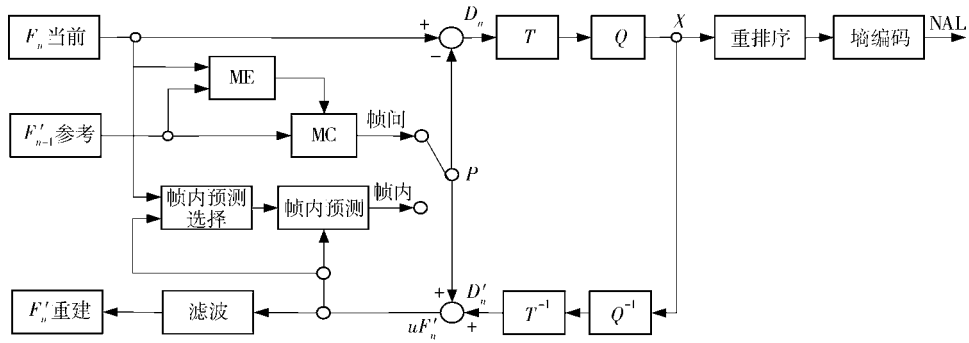 Fn当前
+
Dn
T
Q
X
重排序
熵编码
NAL
−
ME
F′n−1参考
MC
帧间
P
帧内预测
选择
帧内预测
帧内
F′n重建
滤波
uF′n
+
D′n
+
T−1
Q−1